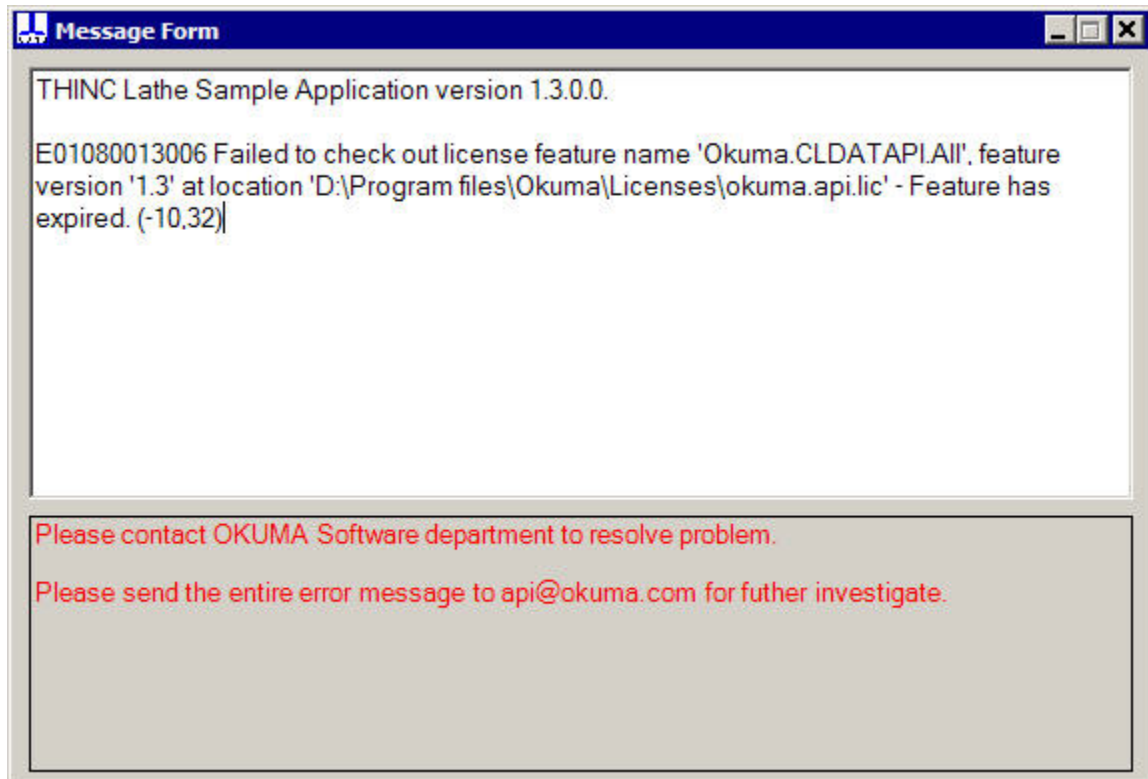 Message Form
THINC Lathe Sample Application version 1.3.0.0.
E01080013006 Failed to check out license feature name 'Okuma.CLDATAPI.All', feature
version '1.3' at location 'D:\Program files\Okuma\Licenses\okuma.api.lic' - Feature has
expired. (-10,32)
Please contact OKUMA Software department to resolve problem.
Please send the entire error message to api@okuma.com for futher investigate.